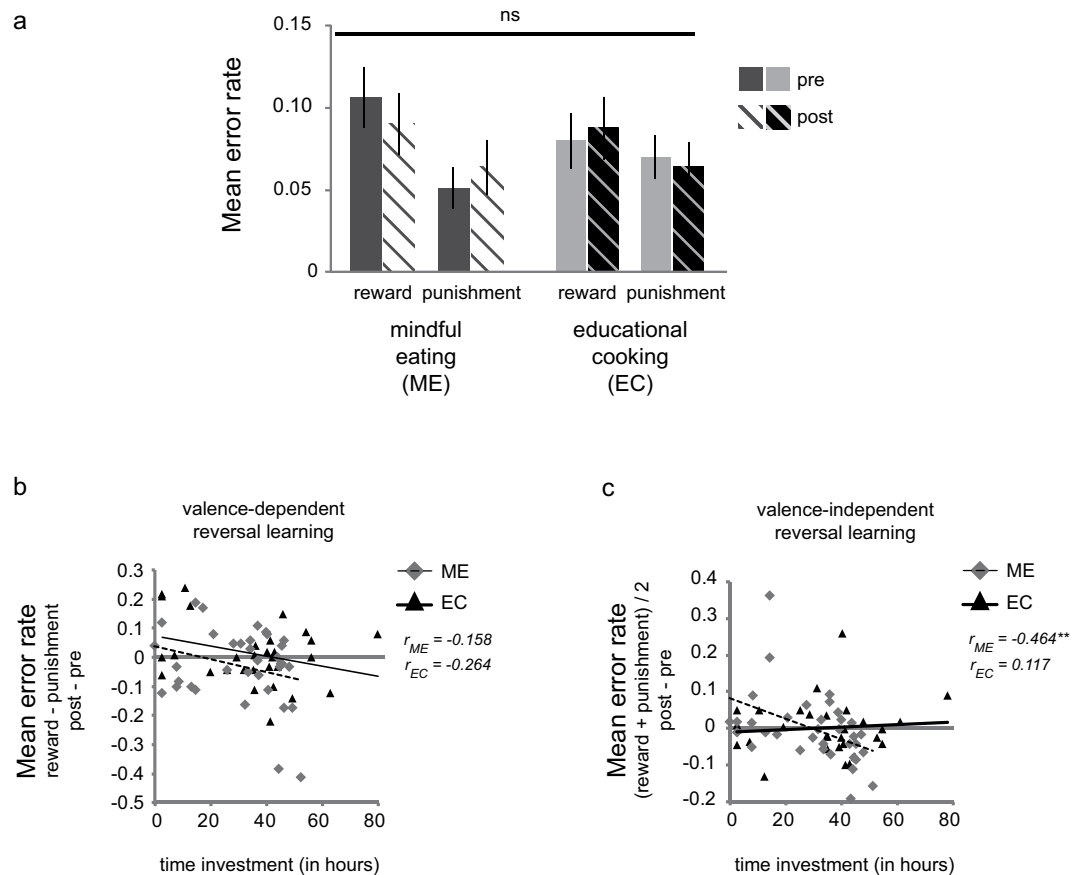 a
ns
0.15
0.10
0.05
0
Mean error rate
pre
post
reward punishment reward punishment
mindful eating (ME)
educational cooking (EC)
b
valence-dependent
reversal learning
0.3
0.2
0.1
0
-0.1
-0.2
-0.3
-0.4
-0.5
Mean error rate
reward - punishment
post - pre
0 20 40 60 80
time investment (in hours)
ME
EC
r_ME = -0.158
r_EC = -0.264
c
valence-independent
reversal learning
0.4
0.3
0.2
0.1
0
-0.1
-0.2
Mean error rate
(reward + punishment) / 2
post - pre
0 20 40 60 80
time investment (in hours)
ME
EC
r_ME = -0.464**
r_EC = 0.117